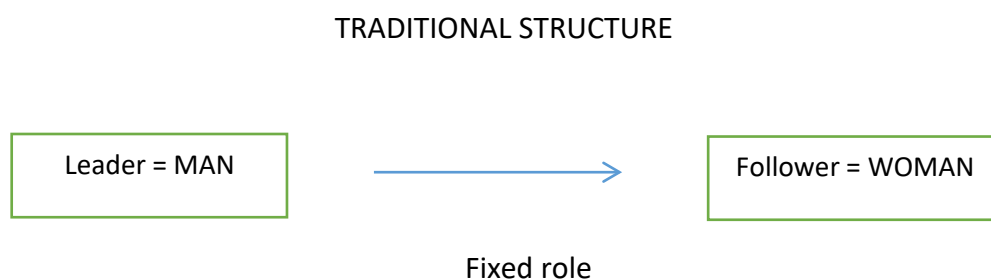 TRADITIONAL STRUCTURE
Leader = MAN
Follower = WOMAN
Fixed role